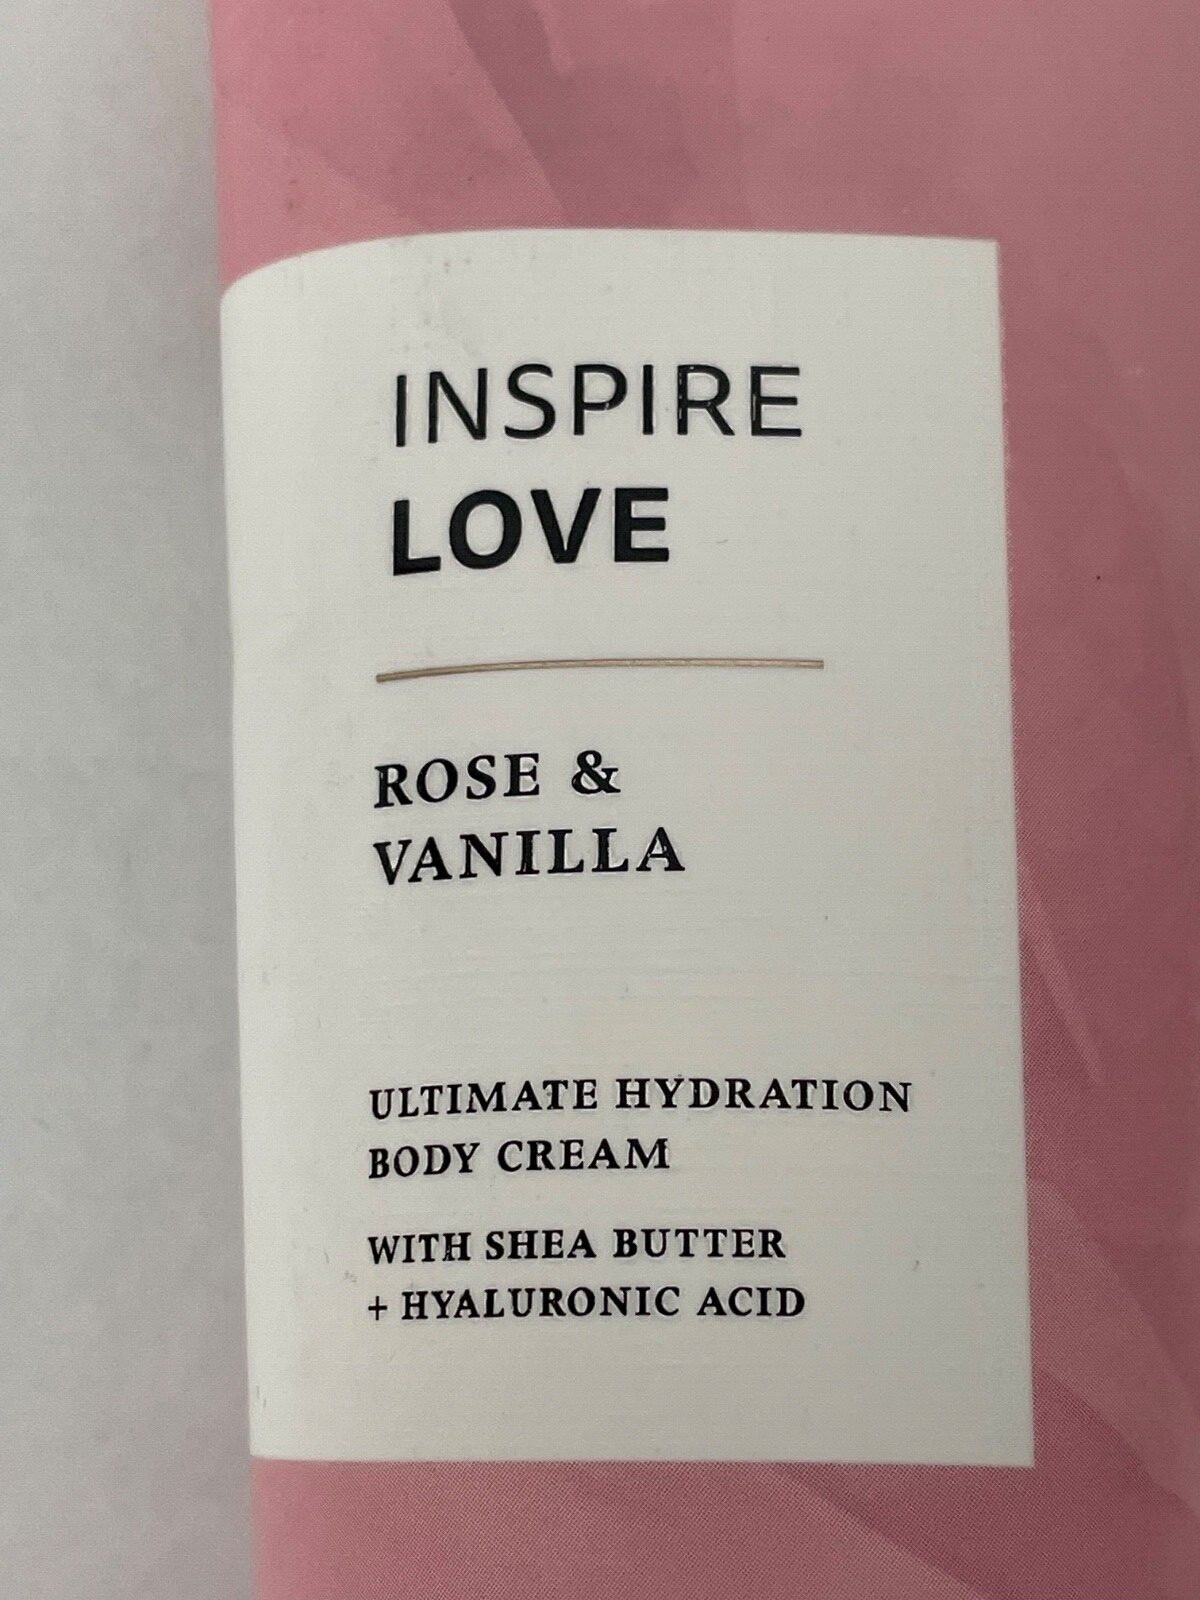 INSPIRE
LOVE
ROSE &
VANILLA
ULTIMATE HYDRATION
BODY CREAM
WITH SHEA BUTTER
+ HYALURONIC ACID